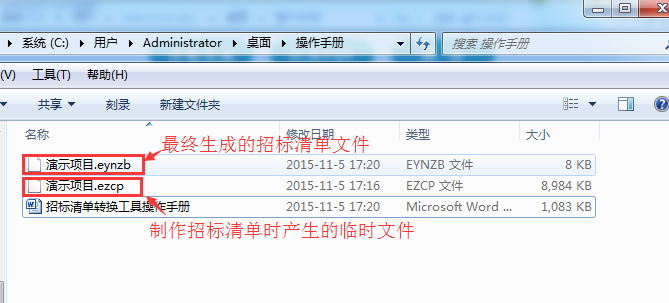 系统 (C:) ▸ 用户 ▸ Administrator ▸ 桌面 ▸ 操作手册 搜索 操作手册
(V) 工具(T) 帮助(H)
共享 刻录 新建文件夹
名称 修改日期 类型 大小
最终生成的招标清单文件
演示项目.eynzb 2015-11-5 17:20 EYNZB 文件 8 KB
演示项目.ezcp 2015-11-5 17:16 EZCP 文件 8,984 KB
招标清单转换工具操作手册 2015-11-5 17:20 Microsoft Word ... 1,083 KB
制作招标清单时产生的临时文件